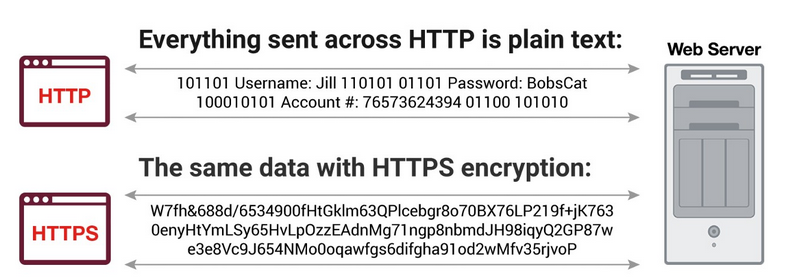 Everything sent across HTTP is plain text:
Web Server
HTTP
101101 Username: Jill 110101 01101 Password: BobsCat
100010101 Account #: 76573624394 01100 101010
The same data with HTTPS encryption:
HTTPS
W7fh&688d/6534900fHtGklm63QPlcebgr8o70BX76LP219f+jK763
0enyHtYmLSy65HvLpOzzEAdnMg71ngp8nbmdJH98iqyQ2GP87w
e3e8Vc9J654NMo0oqawfgs6difgha91od2wMfv35rjvoP